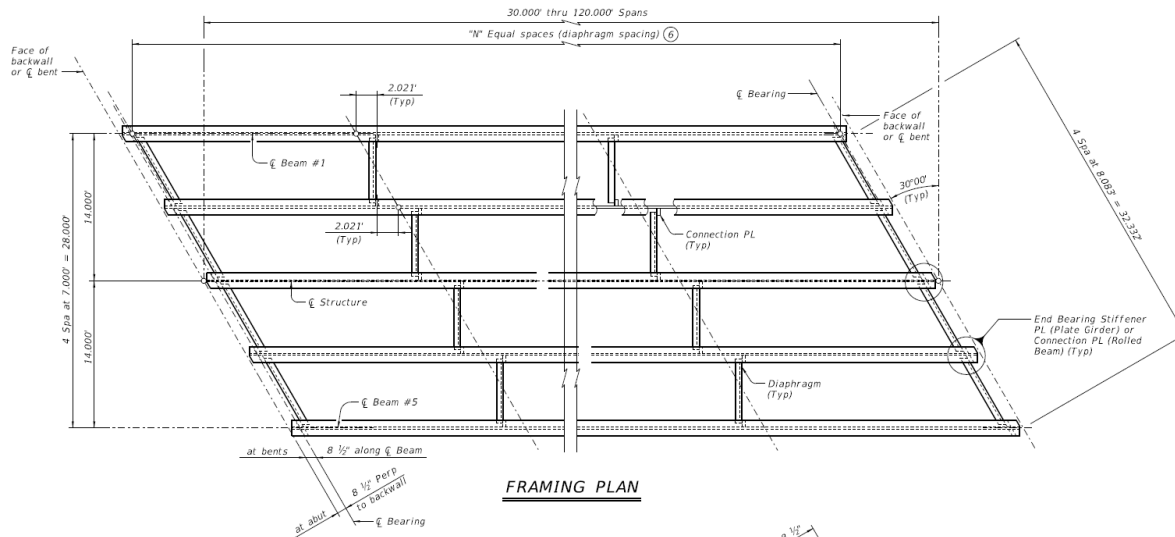 30.000' thru 120.000' Spans
"N" Equal spaces (diaphragm spacing) 6
Face of
backwall
or ℄ bent
2.021'
(Typ)
℄ Bearing
Face of
backwall
or ℄ bent
4 Spa at 8.083' = 32.332'
℄ Beam #1
30°00'
(Typ)
14.000'
4 Spa at 7.000' = 28.000'
2.021'
(Typ)
Connection PL
(Typ)
℄ Structure
14.000'
End Bearing Stiffener
PL (Plate Girder) or
Connection PL (Rolled
Beam) (Typ)
Diaphragm
(Typ)
℄ Beam #5
at bents
8 ½" along ℄ Beam
8 ½" Perp
to backwall
at abut
℄ Bearing
FRAMING PLAN